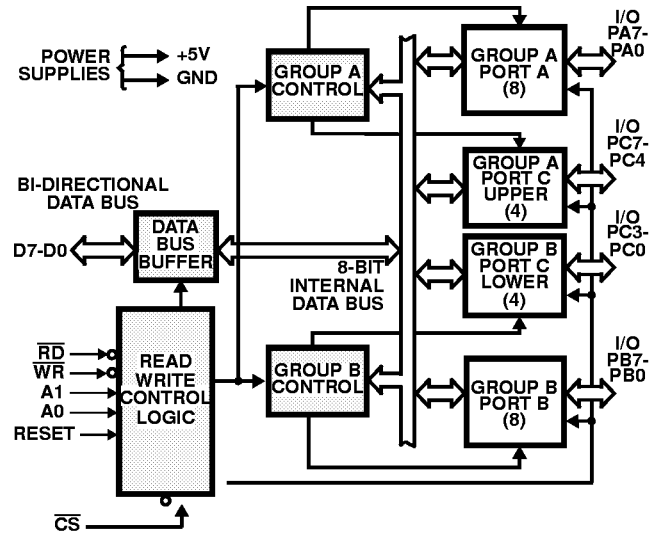 POWER
SUPPLIES
+5V
GND
GROUP A
CONTROL
GROUP A
PORT A
(8)
I/O
PA7-
PA0
GROUP A
PORT C
UPPER
(4)
I/O
PC7-
PC4
BI-DIRECTIONAL
DATA BUS
D7-D0
DATA
BUS
BUFFER
8-BIT
INTERNAL
DATA BUS
GROUP B
PORT C
LOWER
(4)
I/O
PC3-
PC0
RD
WR
A1
A0
RESET
READ
WRITE
CONTROL
LOGIC
GROUP B
CONTROL
GROUP B
PORT B
(8)
I/O
PB7-
PB0
CS